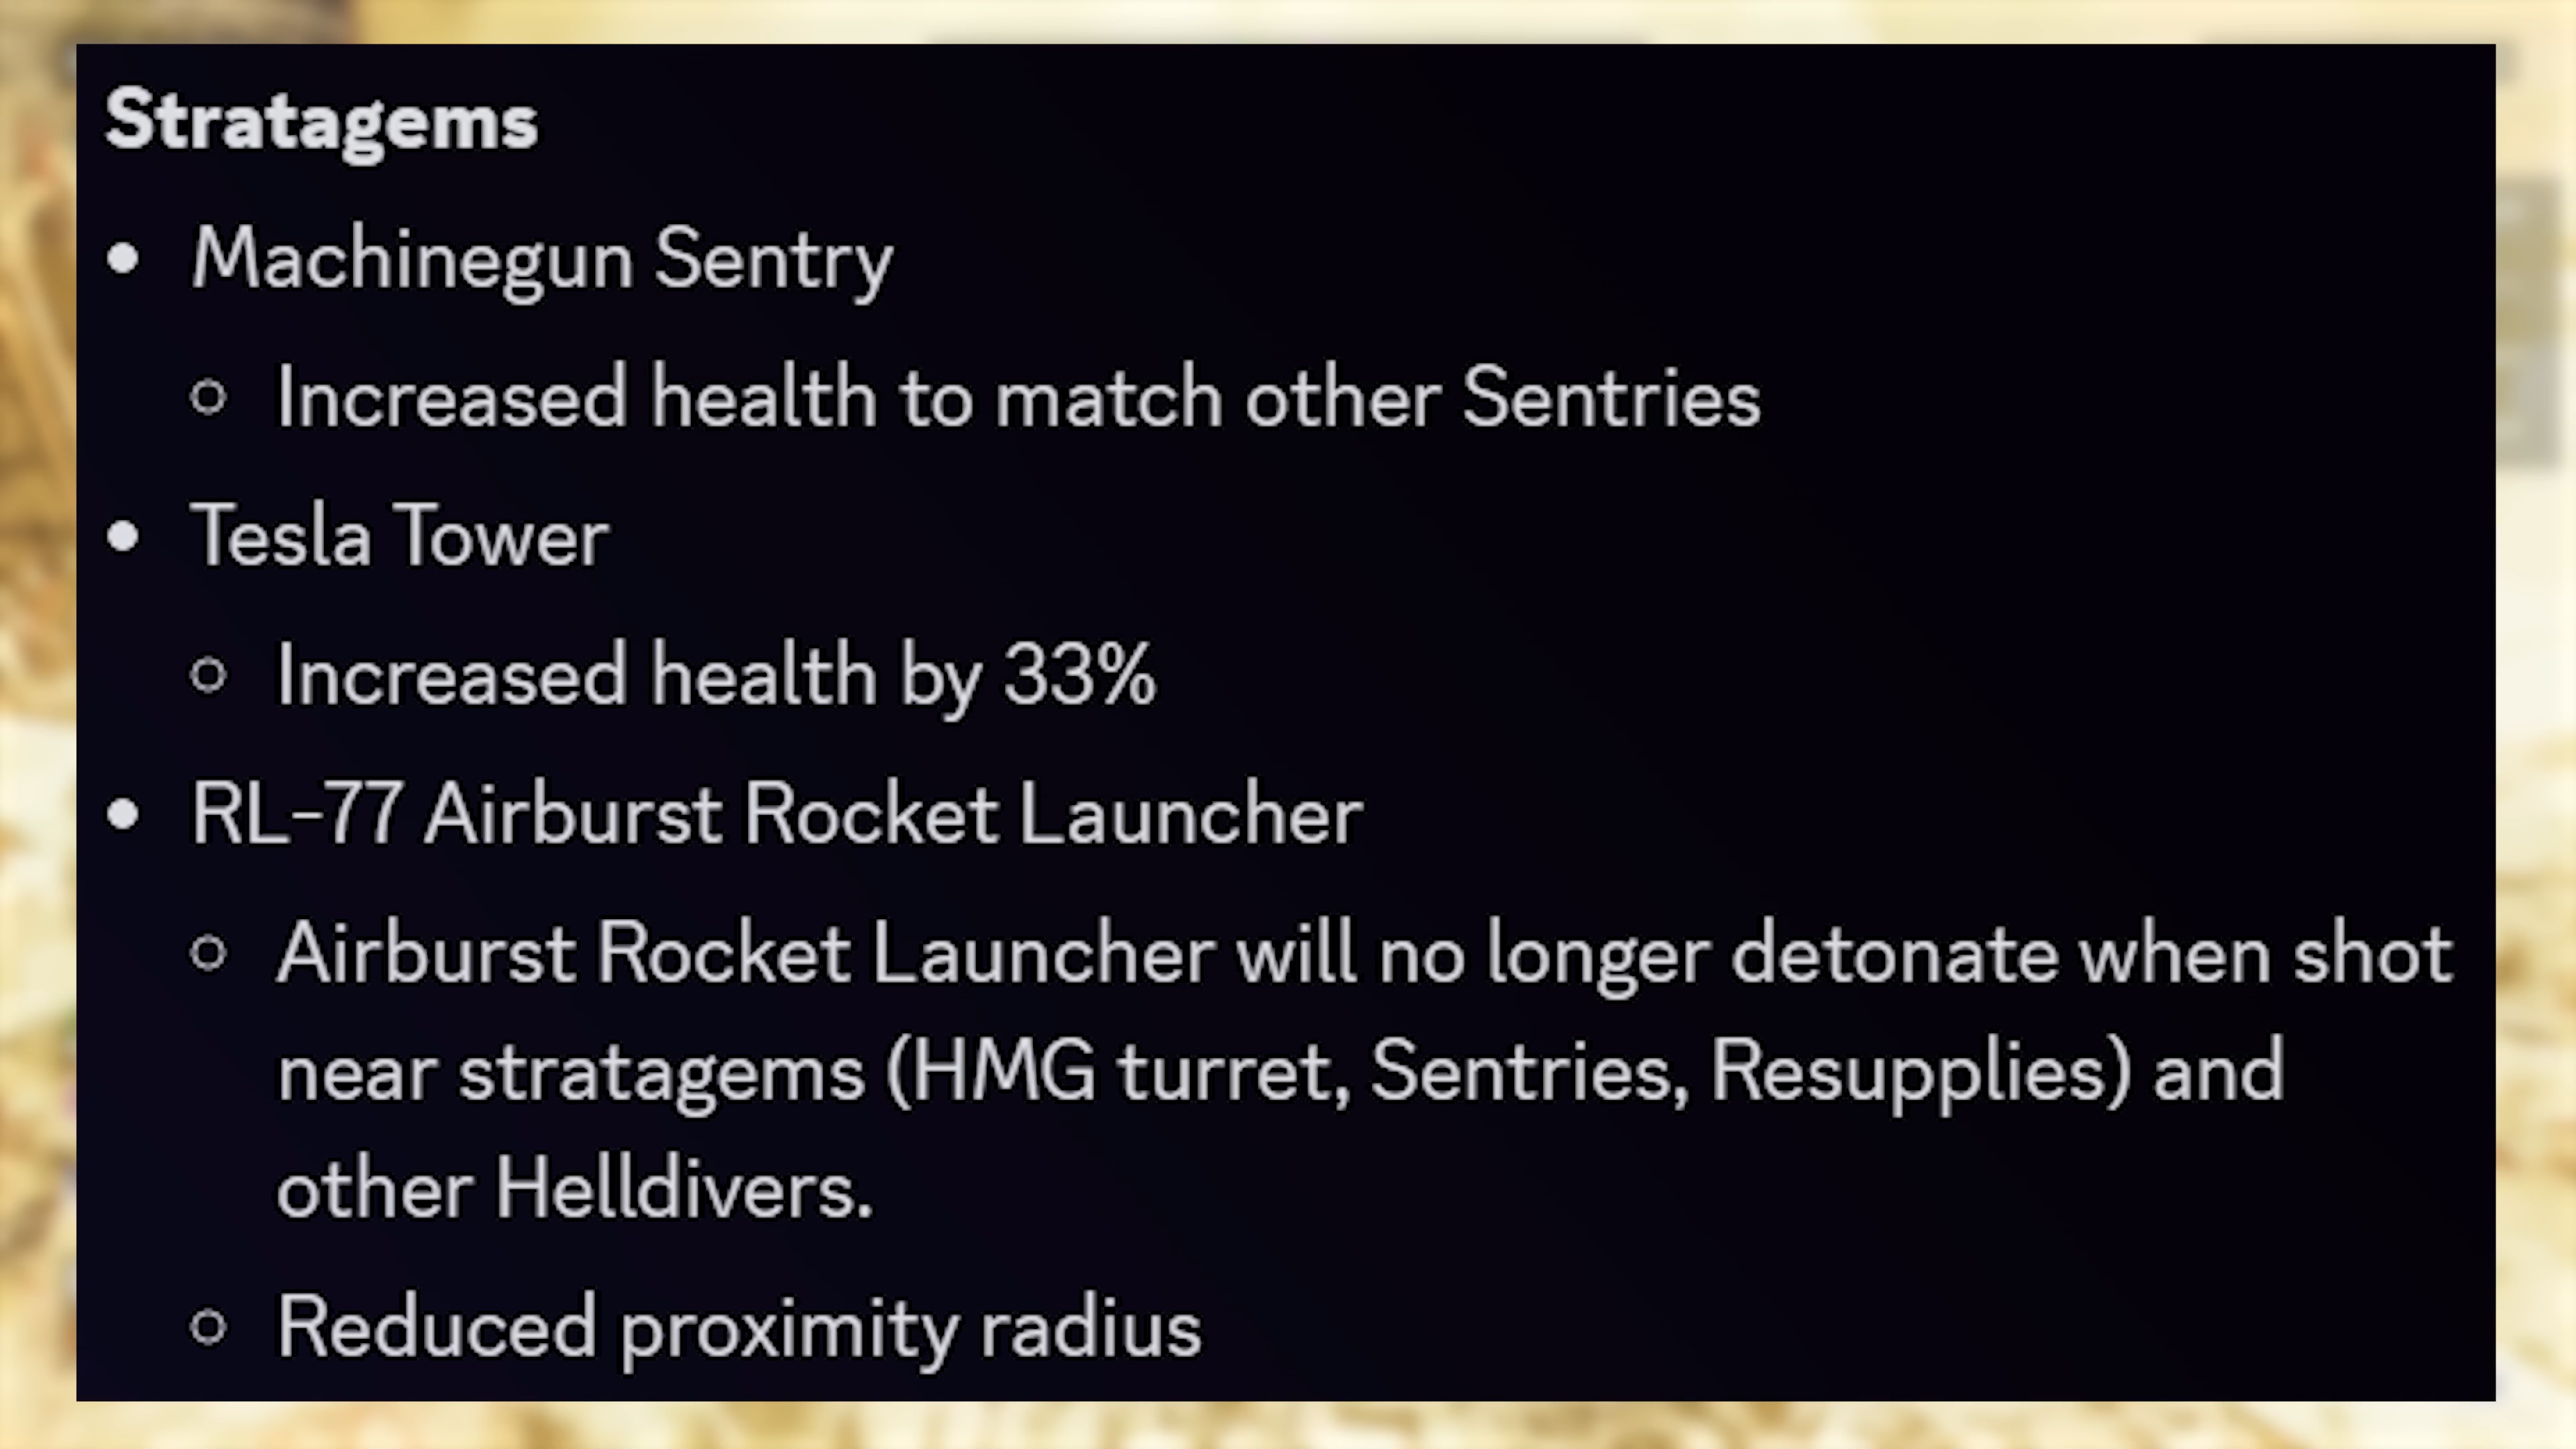 Stratagems
• Machinegun Sentry
○ Increased health to match other Sentries
• Tesla Tower
○ Increased health by 33%
• RL-77 Airburst Rocket Launcher
○ Airburst Rocket Launcher will no longer detonate when shot
near stratagems (HMG turret, Sentries, Resupplies) and
other Helldivers.
○ Reduced proximity radius